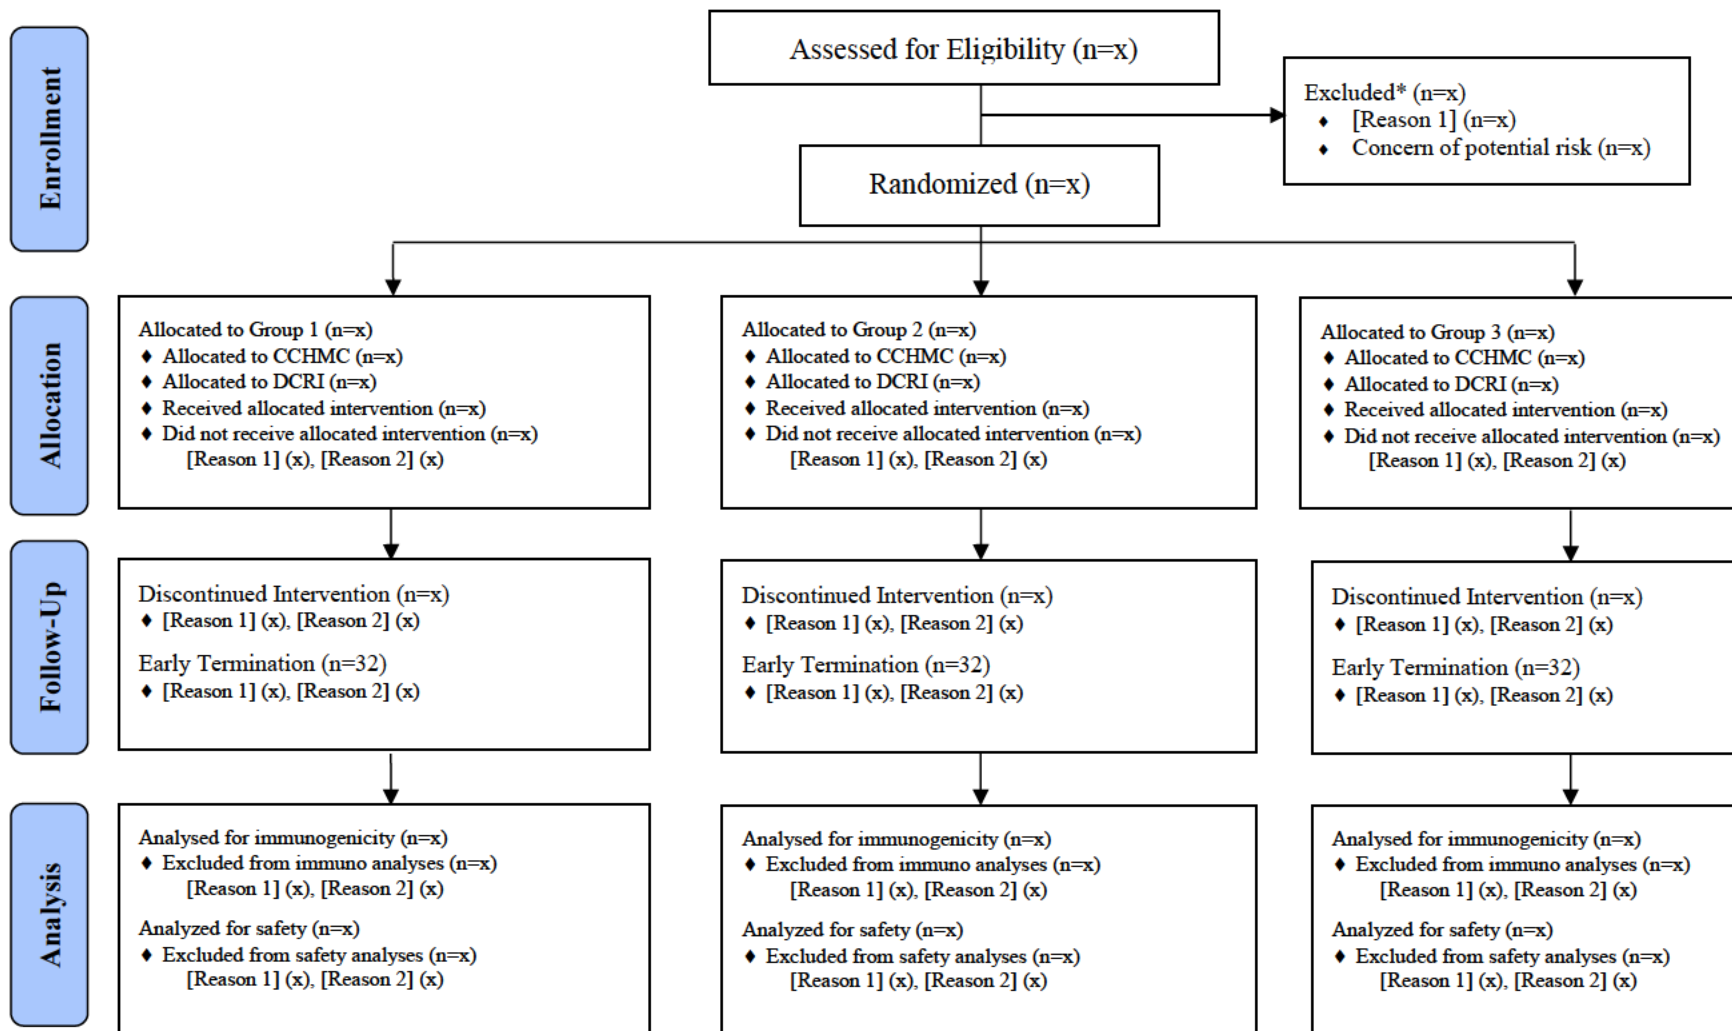 Enrollment
Assessed for Eligibility (n=x)
Excluded* (n=x)
♦ [Reason 1] (n=x)
♦ Concern of potential risk (n=x)
Randomized (n=x)
Allocation
Allocated to Group 1 (n=x)
♦ Allocated to CCHMC (n=x)
♦ Allocated to DCRI (n=x)
♦ Received allocated intervention (n=x)
♦ Did not receive allocated intervention (n=x)
[Reason 1] (x), [Reason 2] (x)
Allocated to Group 2 (n=x)
♦ Allocated to CCHMC (n=x)
♦ Allocated to DCRI (n=x)
♦ Received allocated intervention (n=x)
♦ Did not receive allocated intervention (n=x)
[Reason 1] (x), [Reason 2] (x)
Allocated to Group 3 (n=x)
♦ Allocated to CCHMC (n=x)
♦ Allocated to DCRI (n=x)
♦ Received allocated intervention (n=x)
♦ Did not receive allocated intervention (n=x)
[Reason 1] (x), [Reason 2] (x)
Follow-Up
Discontinued Intervention (n=x)
♦ [Reason 1] (x), [Reason 2] (x)
Early Termination (n=32)
♦ [Reason 1] (x), [Reason 2] (x)
Discontinued Intervention (n=x)
♦ [Reason 1] (x), [Reason 2] (x)
Early Termination (n=32)
♦ [Reason 1] (x), [Reason 2] (x)
Discontinued Intervention (n=x)
♦ [Reason 1] (x), [Reason 2] (x)
Early Termination (n=32)
♦ [Reason 1] (x), [Reason 2] (x)
Analysis
Analysed for immunogenicity (n=x)
♦ Excluded from immuno analyses (n=x)
[Reason 1] (x), [Reason 2] (x)
Analyzed for safety (n=x)
♦ Excluded from safety analyses (n=x)
[Reason 1] (x), [Reason 2] (x)
Analysed for immunogenicity (n=x)
♦ Excluded from immuno analyses (n=x)
[Reason 1] (x), [Reason 2] (x)
Analyzed for safety (n=x)
♦ Excluded from safety analyses (n=x)
[Reason 1] (x), [Reason 2] (x)
Analysed for immunogenicity (n=x)
♦ Excluded from immuno analyses (n=x)
[Reason 1] (x), [Reason 2] (x)
Analyzed for safety (n=x)
♦ Excluded from safety analyses (n=x)
[Reason 1] (x), [Reason 2] (x)